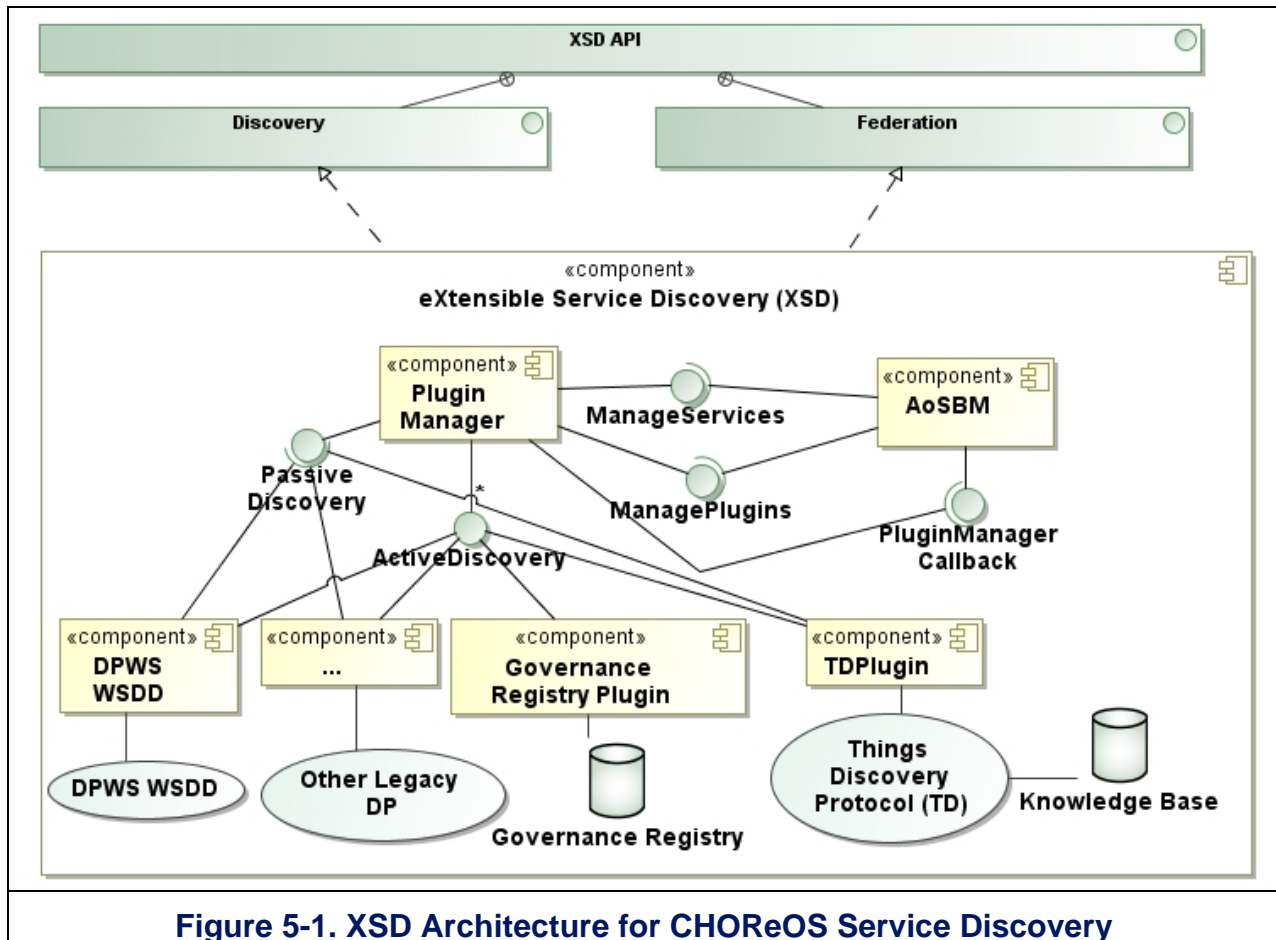 XSD API
Discovery
Federation
«component»
eXtensible Service Discovery (XSD)
«component»
Plugin
Manager
ManageServices
«component»
AoSBM
Passive
Discovery
*
ManagePlugins
PluginManager
Callback
ActiveDiscovery
«component»
DPWS
WSDD
«component»
...
«component»
Governance
Registry Plugin
«component»
TDPlugin
DPWS WSDD
Other Legacy
DP
Governance Registry
Things
Discovery
Protocol (TD)
Knowledge Base
Figure 5-1. XSD Architecture for CHOReOS Service Discovery